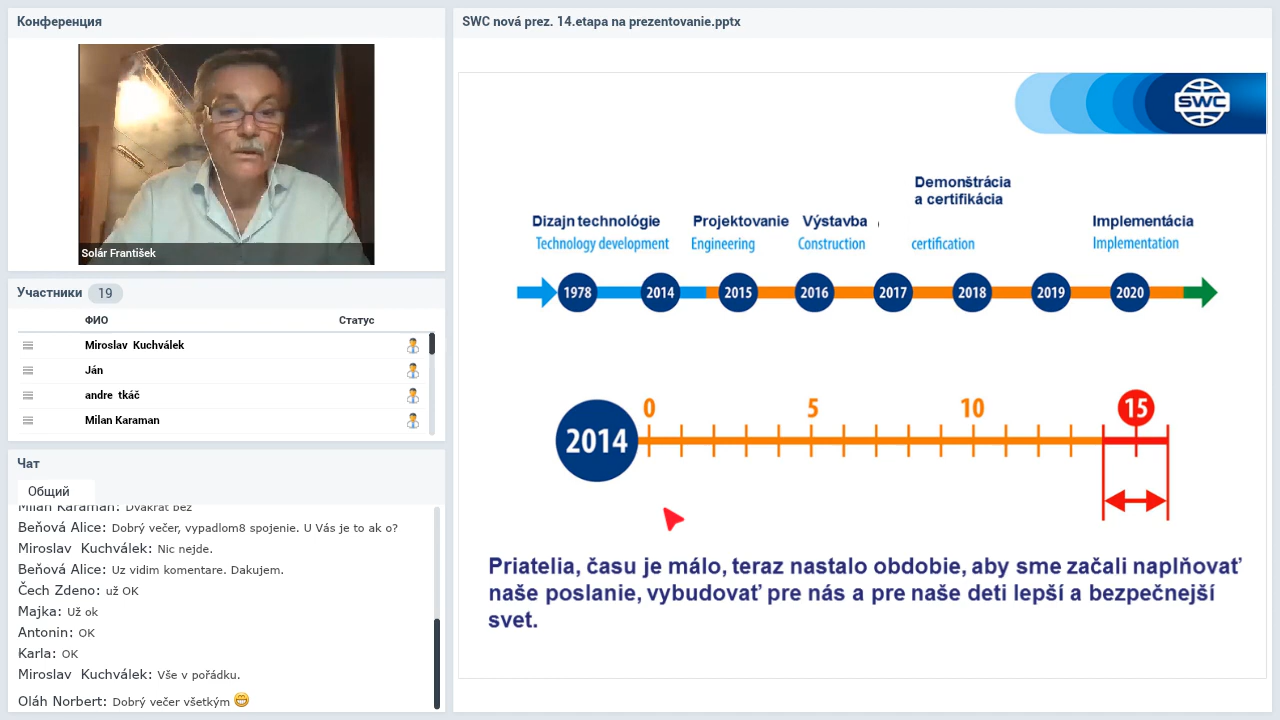 Конференция
Solár František
Участники 19
ФИО Статус
Miroslav Kuchválek
Ján
andre tkáč
Milan Karaman
Чат
Общий
Milan Karaman: Dvakrát bez
Beňová Alice: Dobrý večer, vypadlom8 spojenie. U Vás je to ak o?
Miroslav Kuchválek: Nic nejde.
Beňová Alice: Uz vidim komentare. Dakujem.
Čech Zdeno: už OK
Majka: Už ok
Antonin: OK
Karla: OK
Miroslav Kuchválek: Vše v pořádku.
Oláh Norbert: Dobrý večer všetkým
SWC nová prez. 14.etapa na prezentovanie.pptx
SWC
Demonštrácia
a certifikácia
Dizajn technológie Projektovanie Výstavba Implementácia
Technology development Engineering Construction certification Implementation
1978 2014 2015 2016 2017 2018 2019 2020
0 5 10 15
2014
Priatelia, času je málo, teraz nastalo obdobie, aby sme začali naplňovať
naše poslanie, vybudovať pre nás a pre naše deti lepší a bezpečnejší
svet.